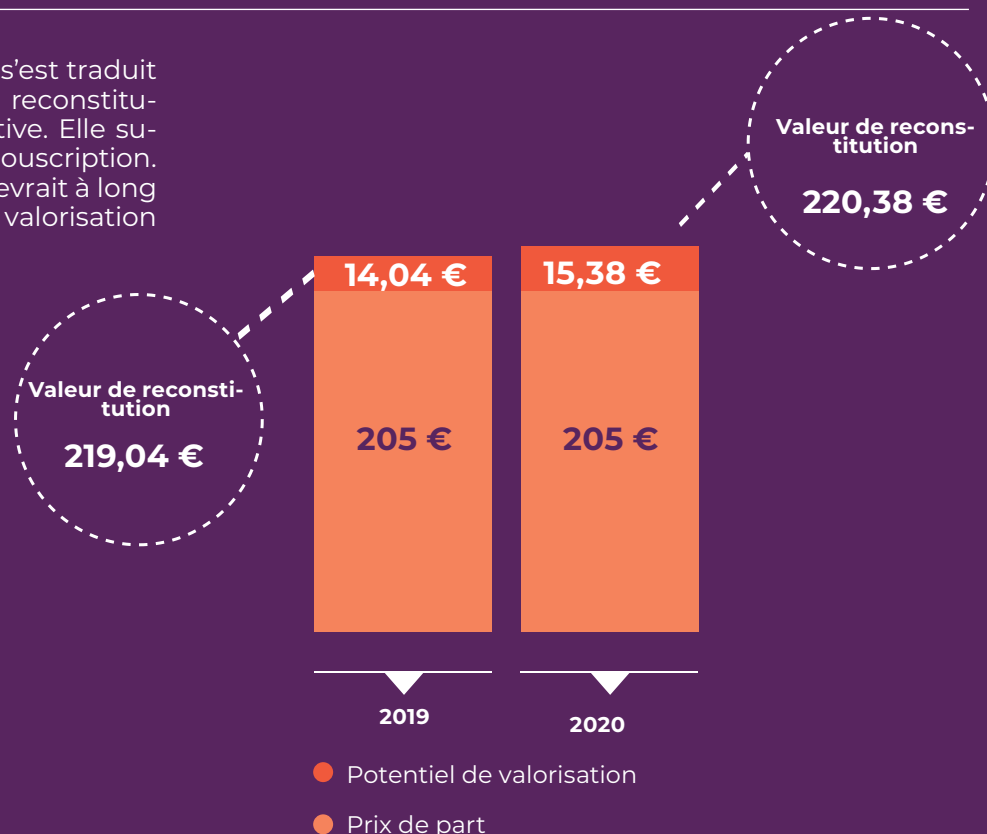 s'est traduit
reconstitu-
tive. Elle su-
ouscription.
evrait à long
valorisation
Valeur de recons-
titution
220,38 €
14,04 €
15,38 €
Valeur de reconsti-
tution
219,04 €
205 €
205 €
2019
2020
Potentiel de valorisation
Prix de part